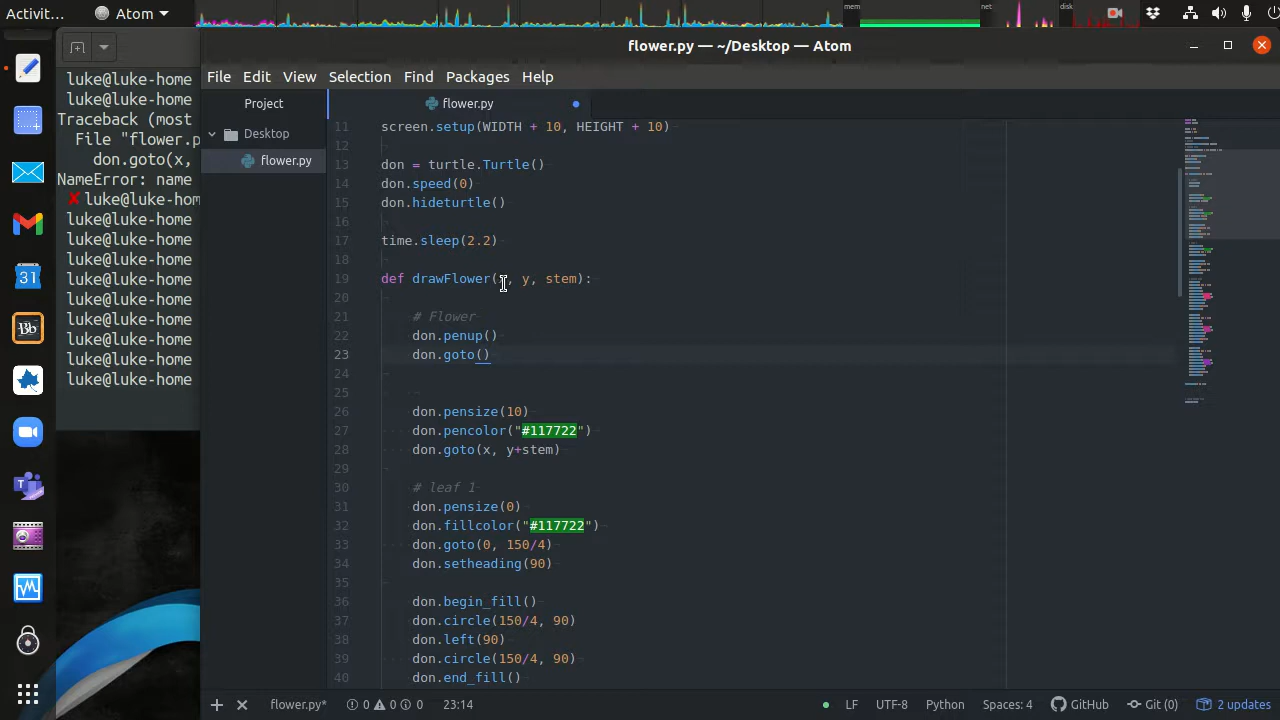 Activit… Atom mem net disk
flower.py — ~/Desktop — Atom
File Edit View Selection Find Packages Help
luke@luke-home
luke@luke-home
Traceback (most
File "flower.p
don.goto(x,
NameError: name
✘ luke@luke-hom
luke@luke-home
luke@luke-home
luke@luke-home
luke@luke-home
luke@luke-home
luke@luke-home
luke@luke-home
luke@luke-home
luke@luke-home
31
Bb
Project
Desktop
flower.py
flower.py
11 screen.setup(WIDTH + 10, HEIGHT + 10)
12
13 don = turtle.Turtle()
14 don.speed(0)
15 don.hideturtle()
16
17 time.sleep(2.2)
18
19 def drawFlower( , y, stem):
20
21 # Flower
22 don.penup()
23 don.goto()
24
25
26 don.pensize(10)
27 don.pencolor("#117722")
28 don.goto(x, y+stem)
29
30 # leaf 1
31 don.pensize(0)
32 don.fillcolor("#117722")
33 don.goto(0, 150/4)
34 don.setheading(90)
35
36 don.begin_fill()
37 don.circle(150/4, 90)
38 don.left(90)
39 don.circle(150/4, 90)
40 don.end_fill()
flower.py* 0 0 0 23:14 LF UTF-8 Python Spaces: 4 GitHub Git (0) 2 updates